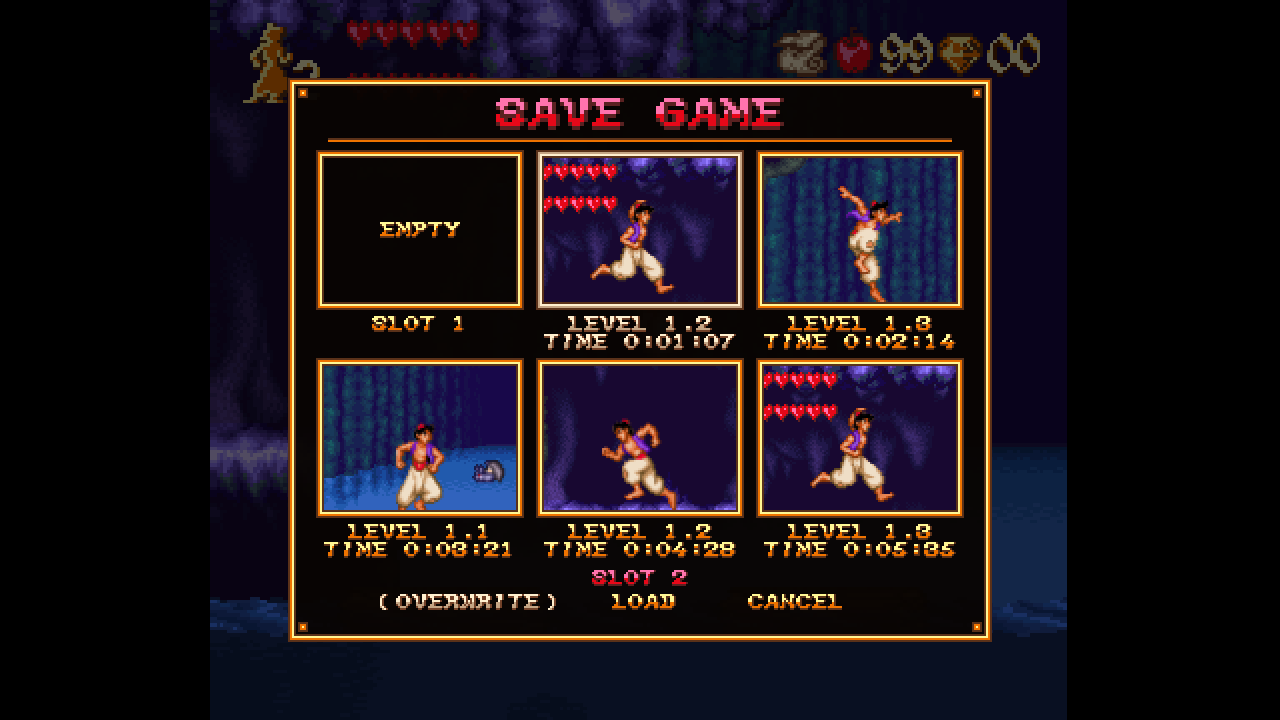 99 00
SAVE GAME
EMPTY
SLOT 1
LEVEL 1.2
TIME 0:01:07
LEVEL 1.3
TIME 0:02:14
LEVEL 1.1
TIME 0:03:21
LEVEL 1.2
TIME 0:04:28
LEVEL 1.3
TIME 0:05:35
SLOT 2
(OVERWRITE) LOAD CANCEL